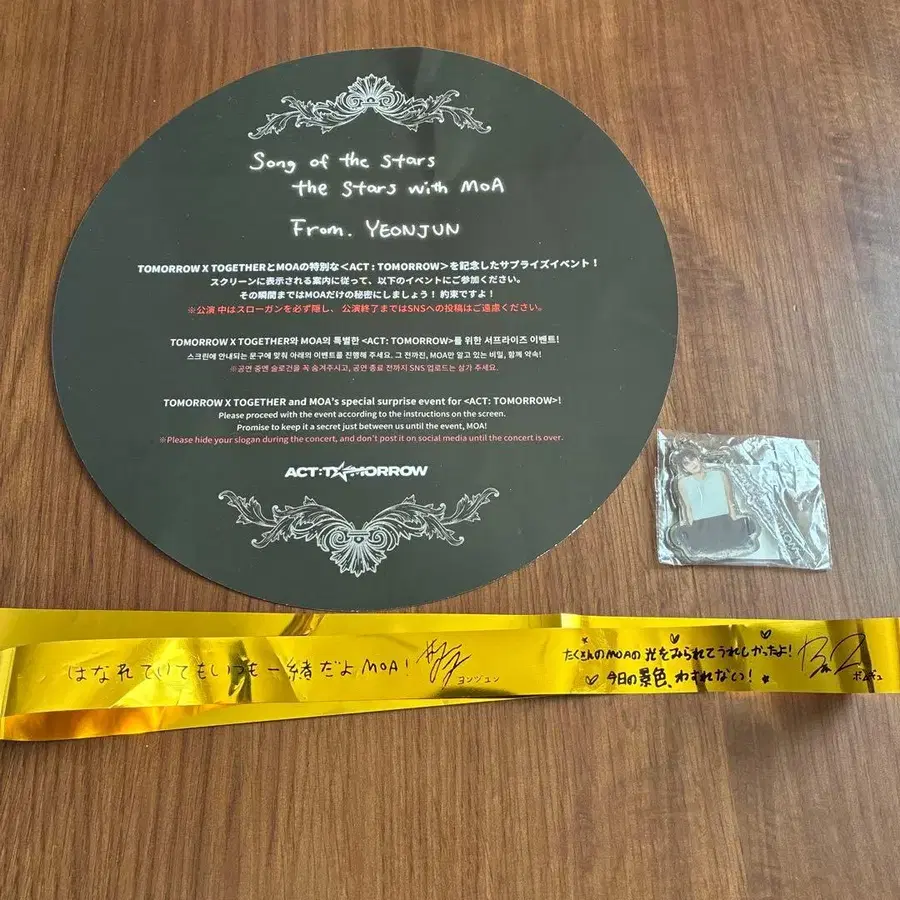 Song of the stars
the stars with MOA
From. YEONJUN
TOMORROW X TOGETHERとMOAの特別な＜ACT : TOMORROW＞を記念したサプライズイベント！
スクリーンに表示される案内に従って、以下のイベントにご参加ください。
その瞬間まではMOAだけの秘密にしましょう！ 約束ですよ！
※公演 中はスローガンを必ず隠し、 公演終了まではSNSへの投稿はご遠慮ください。
TOMORROW X TOGETHER와 MOA의 특별한 <ACT: TOMORROW>를 위한 서프라이즈 이벤트!
스크린에 안내되는 문구에 맞춰 아래의 이벤트를 진행해 주세요. 그 전까진, MOA만 알고 있는 비밀, 함께 약속!
※공연 중엔 슬로건을 꼭 숨겨주시고, 공연 종료 전까지 SNS 업로드는 삼가 주세요.
TOMORROW X TOGETHER and MOA's special surprise event for <ACT: TOMORROW>!
Please proceed with the event according to the instructions on the screen.
Promise to keep it a secret just between us until the event, MOA!
※Please hide your slogan during the concert, and don't post it on social media until the concert is over.
ACT:TOMORROW
はなれていてもいつも一緒だよ MOA!
ヨンジュン
たくさんのMOAの光をみられてうれしかったよ!
今日の景色、わすれない!
ボムギュ